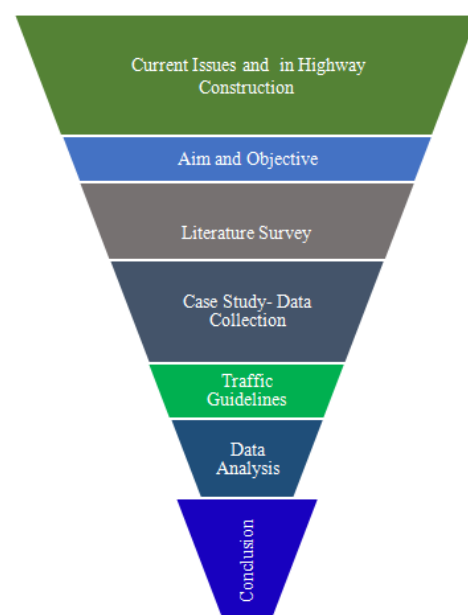 Current Issues and in Highway
Construction
Aim and Objective
Literature Survey
Case Study- Data
Collection
Traffic
Guidelines
Data
Analysis
Conclusion